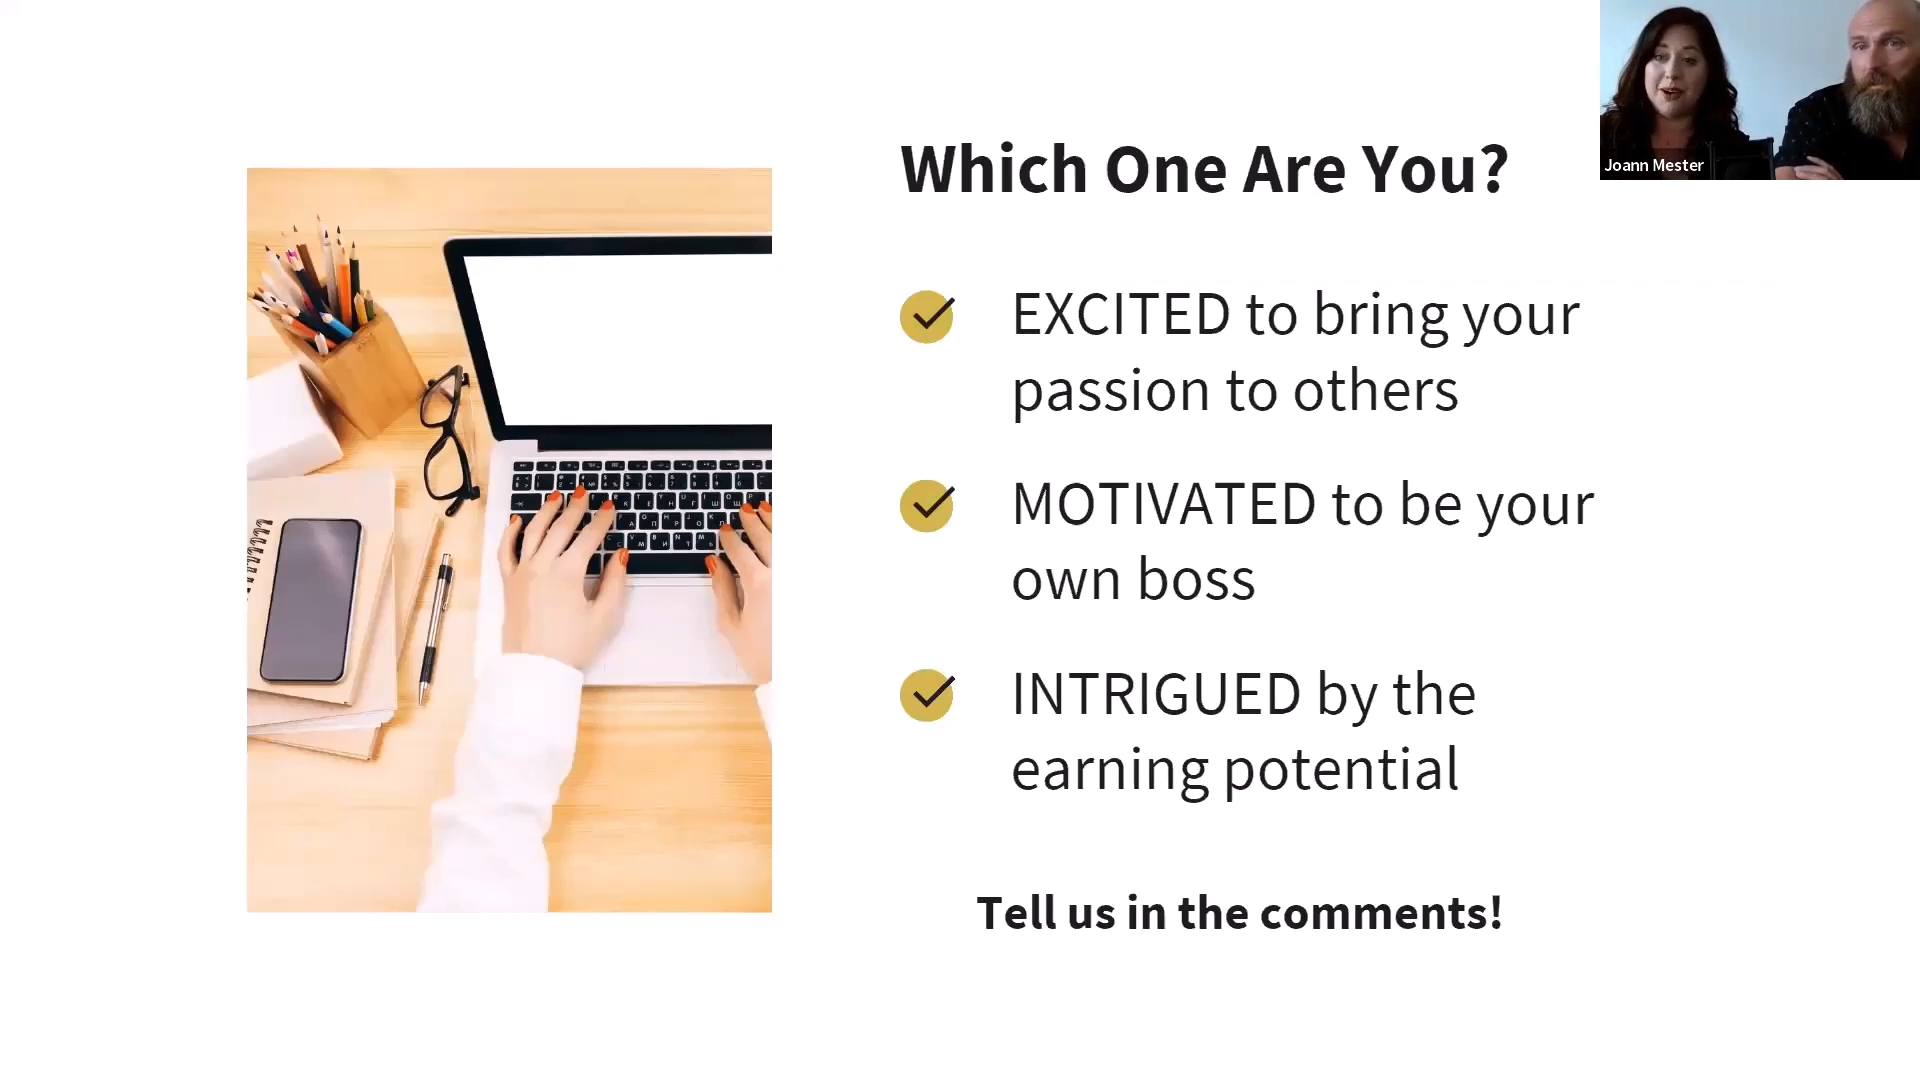 Which One Are You?
EXCITED to bring your
passion to others
MOTIVATED to be your
own boss
INTRIGUED by the
earning potential
Tell us in the comments!
Joann Mester